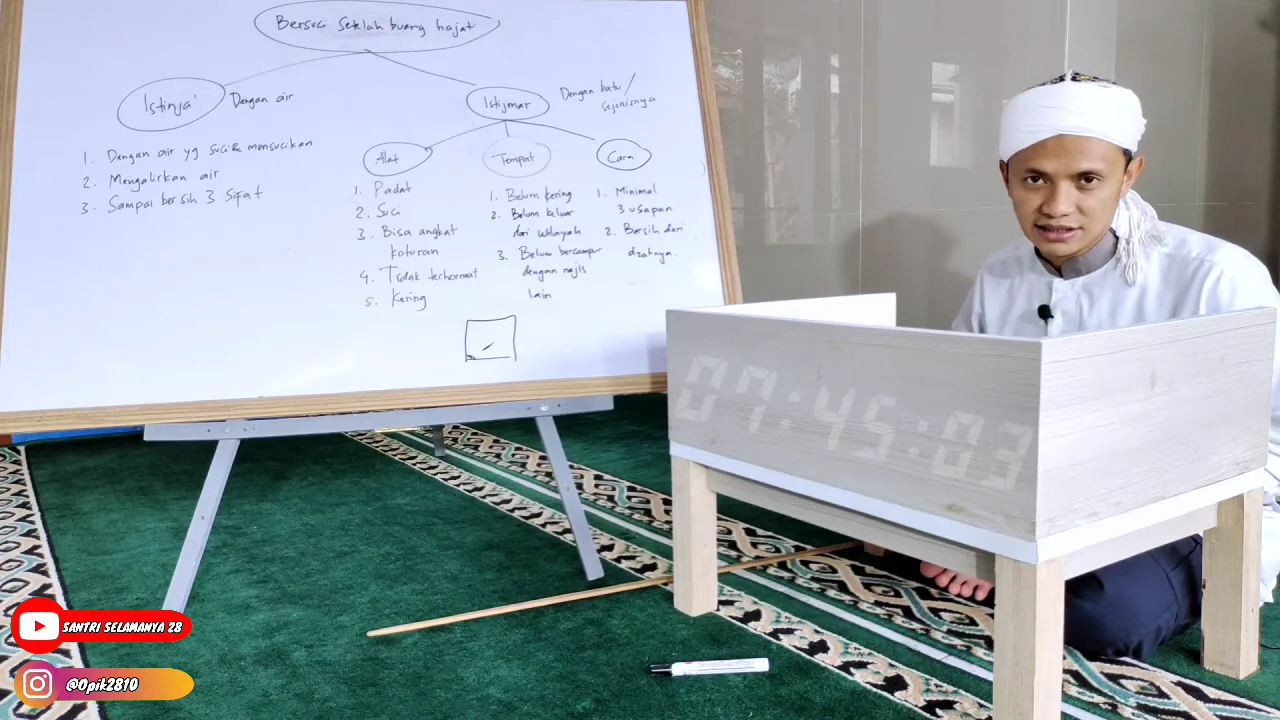 Bersuci Setelah buang hajat
Istinja'
Dengan air
1. Dengan air yg suci & mensucikan
2. Mengalirkan air
3. Sampai bersih 3 Sifat
Istijmar
Dengan batu/
sejenisnya
Alat
1. Padat
2. Suci
3. Bisa angkat
kotoran
4. Tidak terhormat
5. Kering
Tempat
1. Belum kering
2. Belum keluar
dari wilayah
3. Belum bercampur
dengan najis
lain
Cara
1. Minimal
3 usapan
2. Bersih dari
dzatnya.
07:45:03
SANTRI SELAMANYA 28
@Opik2810